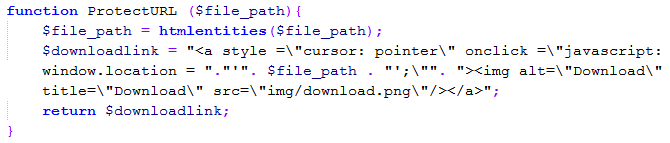 function ProtectURL ($file_path){
$file_path = htmlentities($file_path);
$downloadlink = "<a style =\"cursor: pointer\" onclick =\"javascript:
window.location = "."'". $file_path . "';\"". "><img alt=\"Download\"
title=\"Download\" src=\"img/download.png\"/></a>";
return $downloadlink;
}